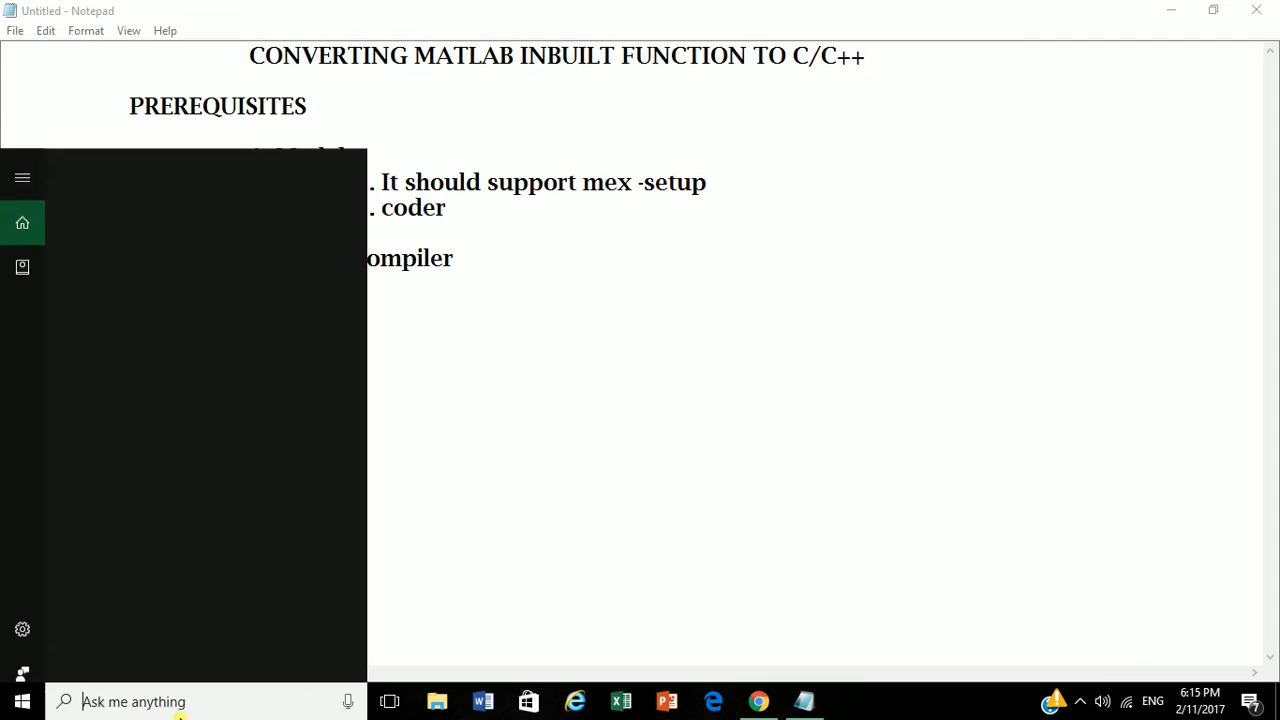 Untitled - Notepad
File Edit Format View Help
CONVERTING MATLAB INBUILT FUNCTION TO C/C++
PREREQUISITES
. It should support mex -setup
. coder
ompiler
Ask me anything
ENG
6:15 PM
2/11/2017
7